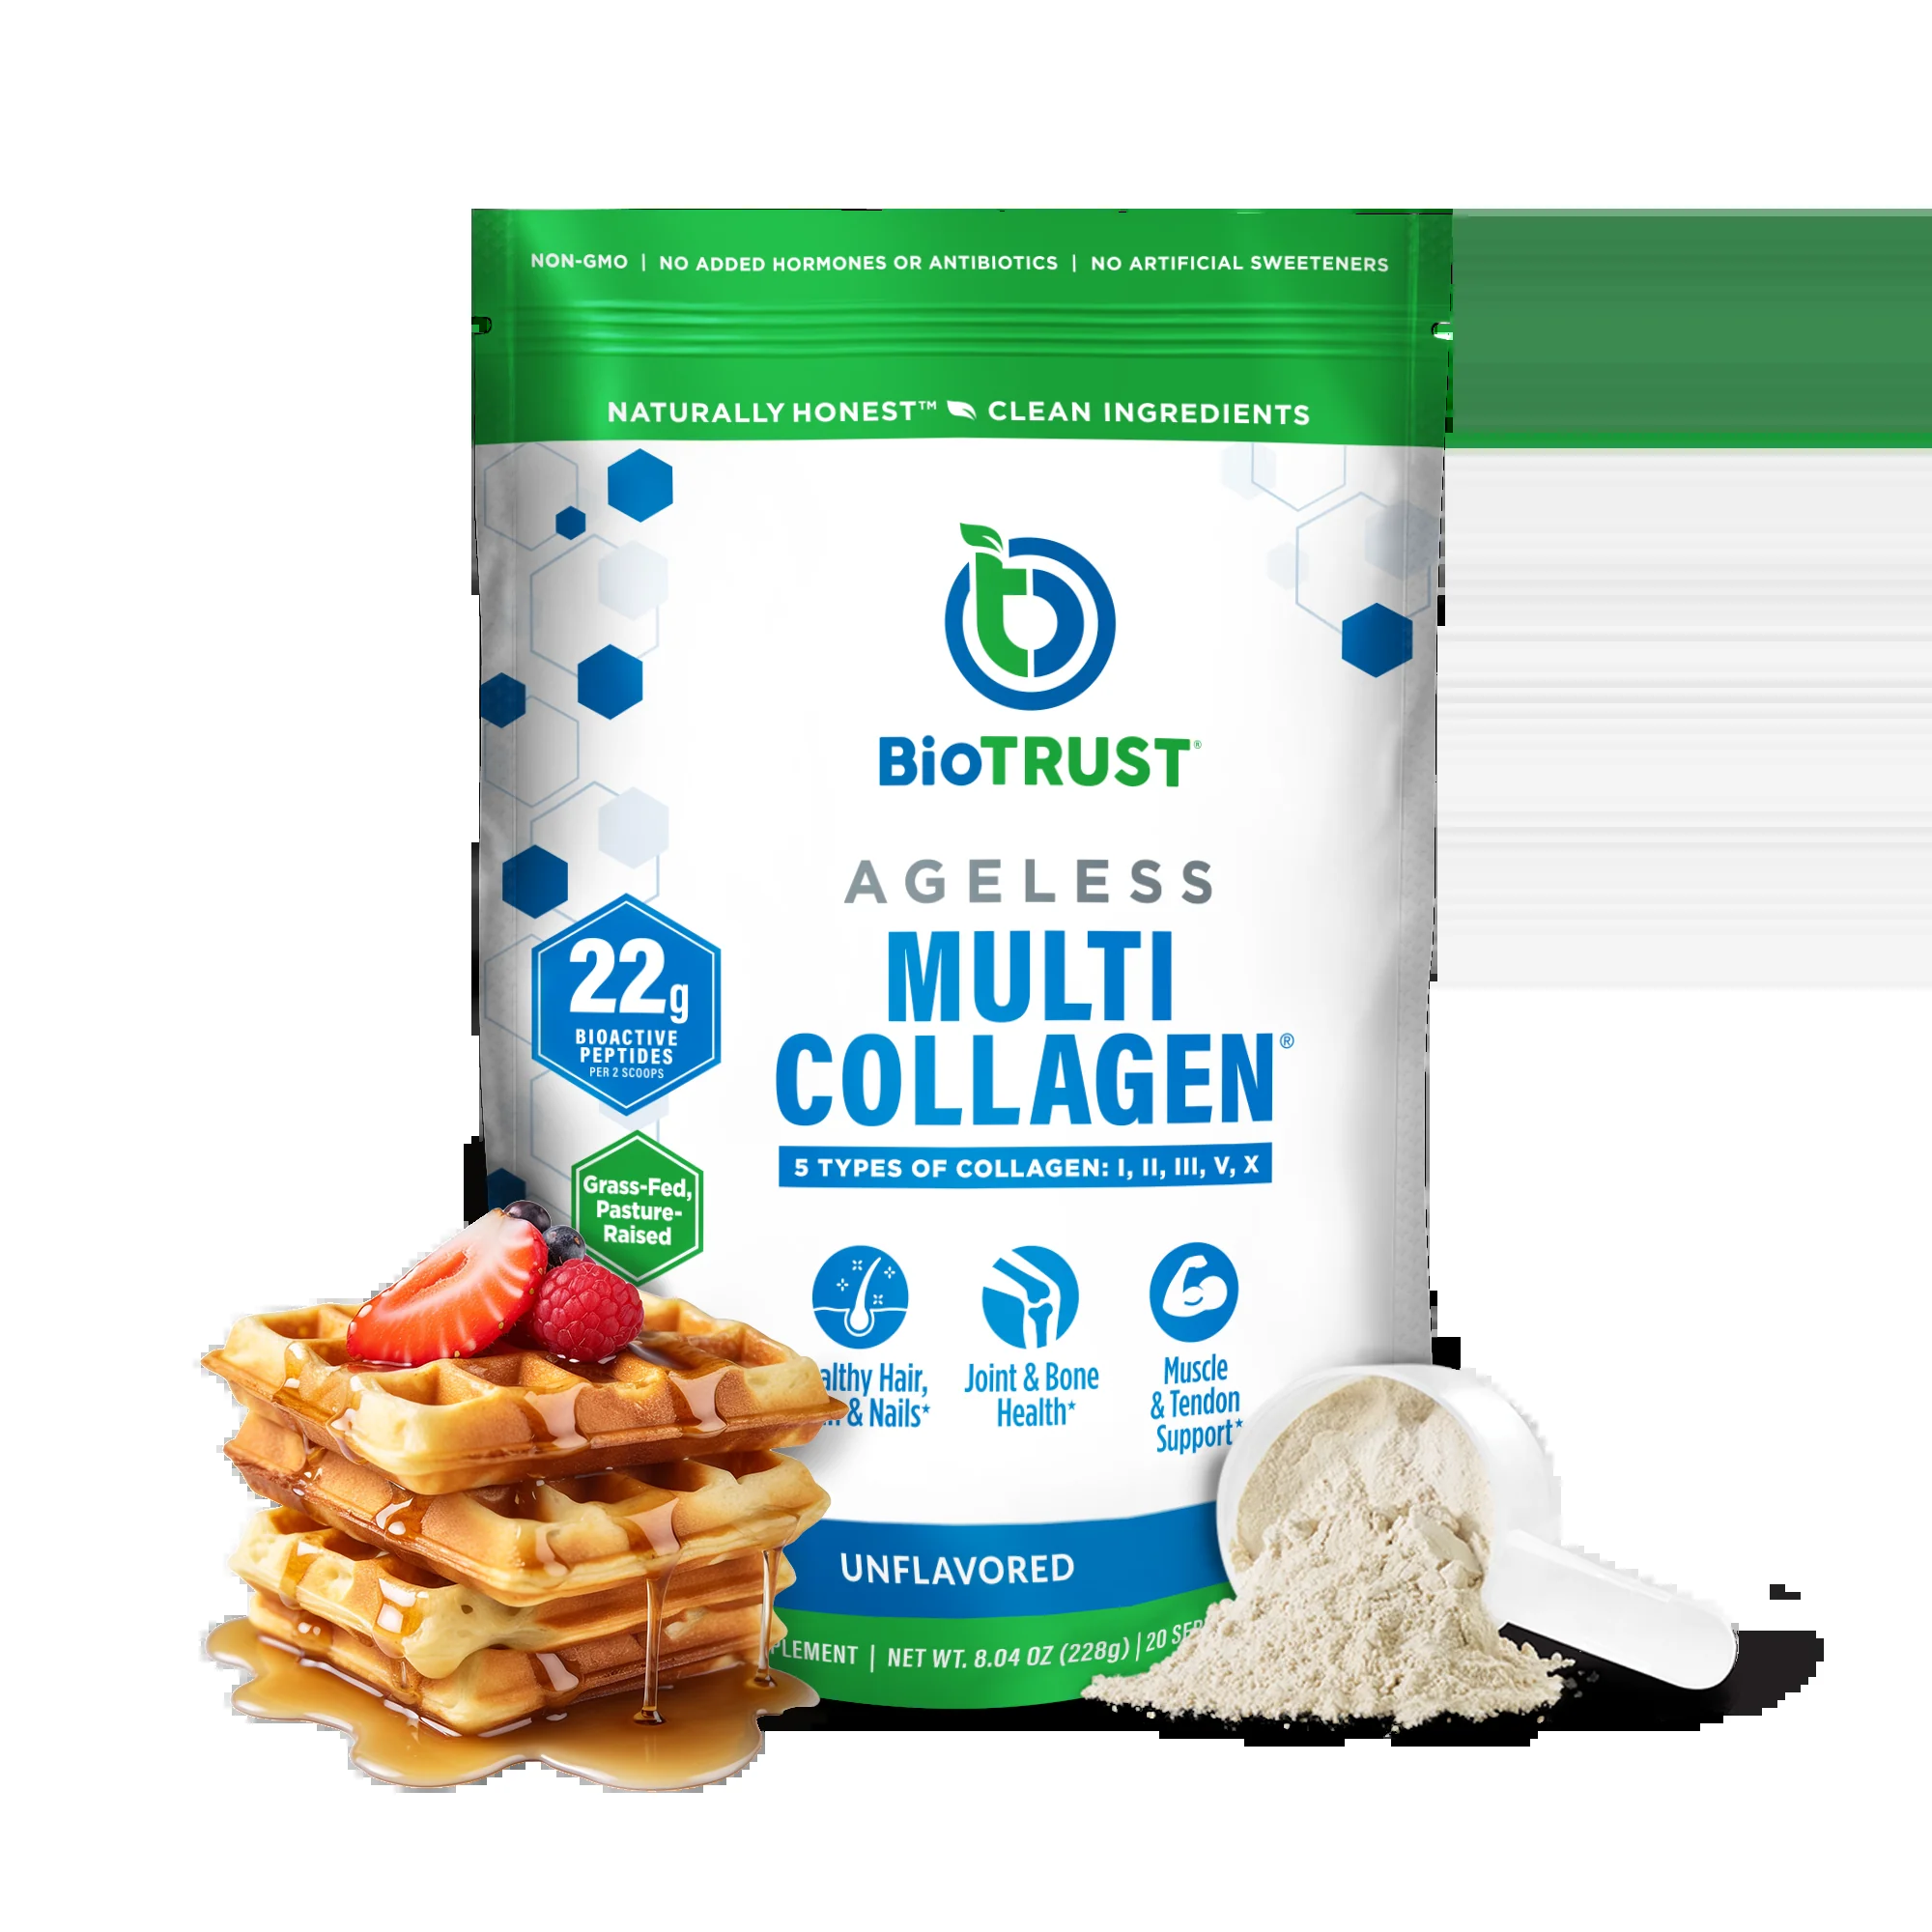 NON-GMO | NO ADDED HORMONES OR ANTIBIOTICS | NO ARTIFICIAL SWEETENERS
NATURALLY HONEST™ CLEAN INGREDIENTS
BioTRUST®
AGELESS
MULTI
COLLAGEN®
5 TYPES OF COLLAGEN: I, II, III, V, X
22g
BIOACTIVE
PEPTIDES
PER 2 SCOOPS
Grass-Fed,
Pasture-
Raised
Hair,
& Nails*
Joint & Bone
Health*
Muscle
& Tendon
Support*
UNFLAVORED
| NET WT. 8.04 OZ (228g) | 20